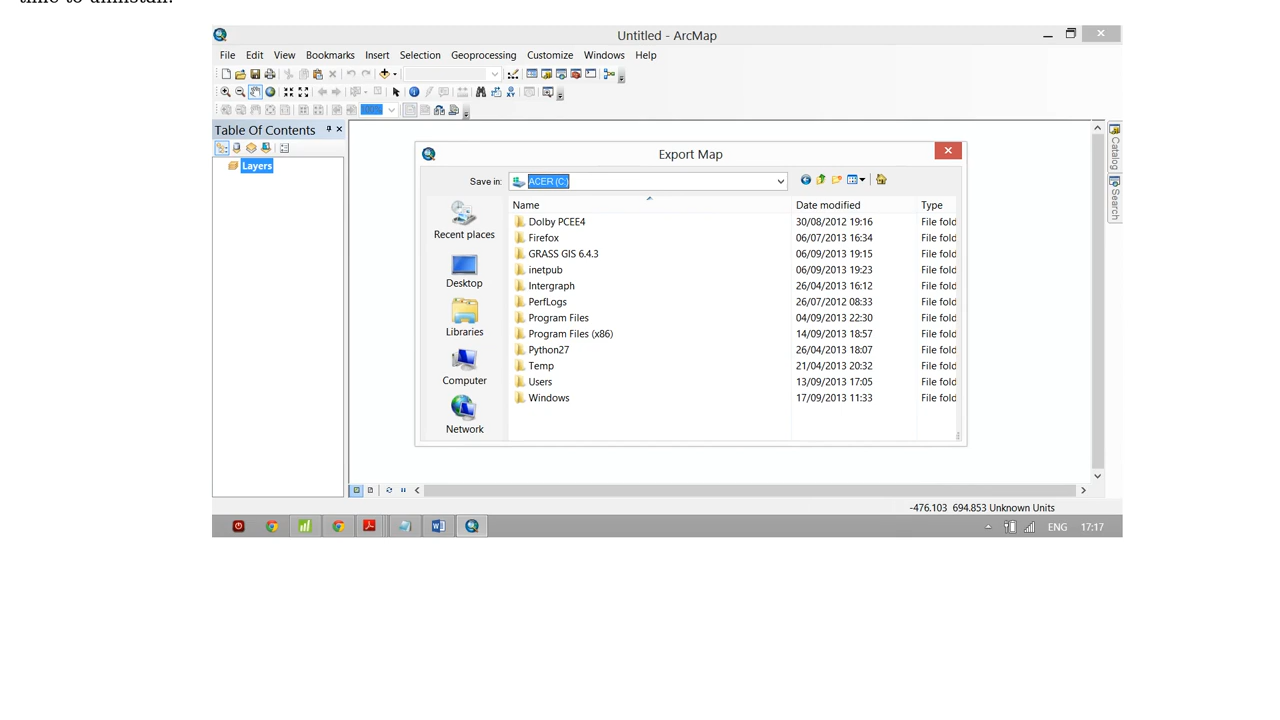 Untitled - ArcMap
File Edit View Bookmarks Insert Selection Geoprocessing Customize Windows Help
100%
Table Of Contents
Layers
Export Map
Save in: ACER (C:)
Name Date modified Type
Dolby PCEE4 30/08/2012 19:16 File fold
Firefox 06/07/2013 16:34 File fold
GRASS GIS 6.4.3 06/09/2013 19:15 File fold
inetpub 06/09/2013 19:23 File fold
Intergraph 26/04/2013 16:12 File fold
PerfLogs 26/07/2012 08:33 File fold
Program Files 04/09/2013 22:30 File fold
Program Files (x86) 14/09/2013 18:57 File fold
Python27 26/04/2013 18:07 File fold
Temp 21/04/2013 20:32 File fold
Users 13/09/2013 17:05 File fold
Windows 17/09/2013 11:33 File fold
Recent places
Desktop
Libraries
Computer
Network
Catalog
Search
-476.103 694.853 Unknown Units
ENG 17:17